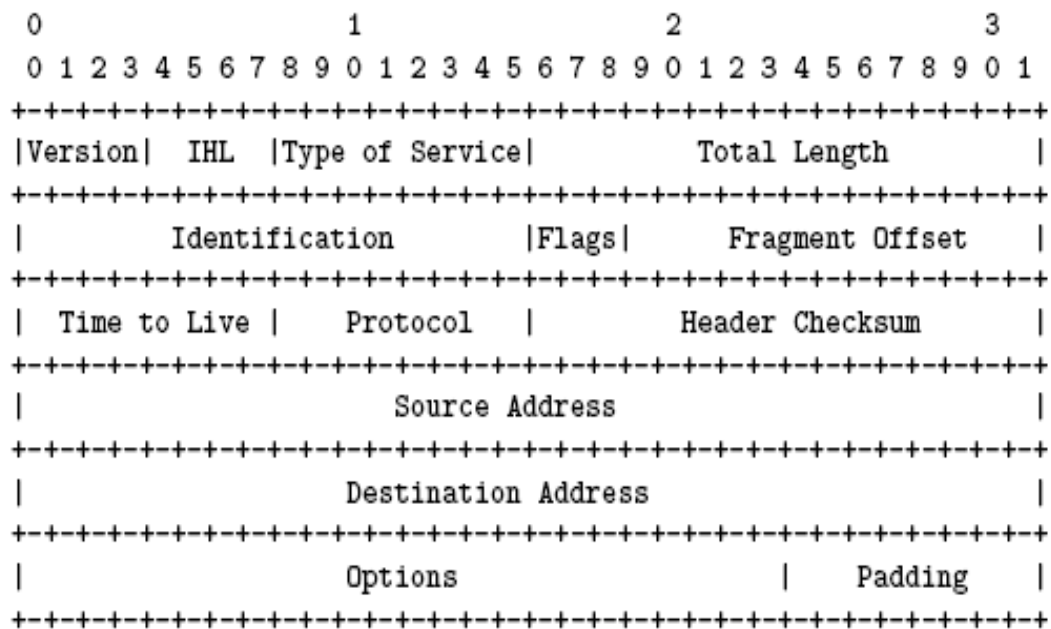 0                   1                   2                   3
0 1 2 3 4 5 6 7 8 9 0 1 2 3 4 5 6 7 8 9 0 1 2 3 4 5 6 7 8 9 0 1
+-+-+-+-+-+-+-+-+-+-+-+-+-+-+-+-+-+-+-+-+-+-+-+-+-+-+-+-+-+-+-+-+
|Version|  IHL  |Type of Service|          Total Length         |
+-+-+-+-+-+-+-+-+-+-+-+-+-+-+-+-+-+-+-+-+-+-+-+-+-+-+-+-+-+-+-+-+
|         Identification        |Flags|      Fragment Offset    |
+-+-+-+-+-+-+-+-+-+-+-+-+-+-+-+-+-+-+-+-+-+-+-+-+-+-+-+-+-+-+-+-+
|  Time to Live |    Protocol   |         Header Checksum       |
+-+-+-+-+-+-+-+-+-+-+-+-+-+-+-+-+-+-+-+-+-+-+-+-+-+-+-+-+-+-+-+-+
|                       Source Address                          |
+-+-+-+-+-+-+-+-+-+-+-+-+-+-+-+-+-+-+-+-+-+-+-+-+-+-+-+-+-+-+-+-+
|                    Destination Address                        |
+-+-+-+-+-+-+-+-+-+-+-+-+-+-+-+-+-+-+-+-+-+-+-+-+-+-+-+-+-+-+-+-+
|                    Options                    |    Padding    |
+-+-+-+-+-+-+-+-+-+-+-+-+-+-+-+-+-+-+-+-+-+-+-+-+-+-+-+-+-+-+-+-+